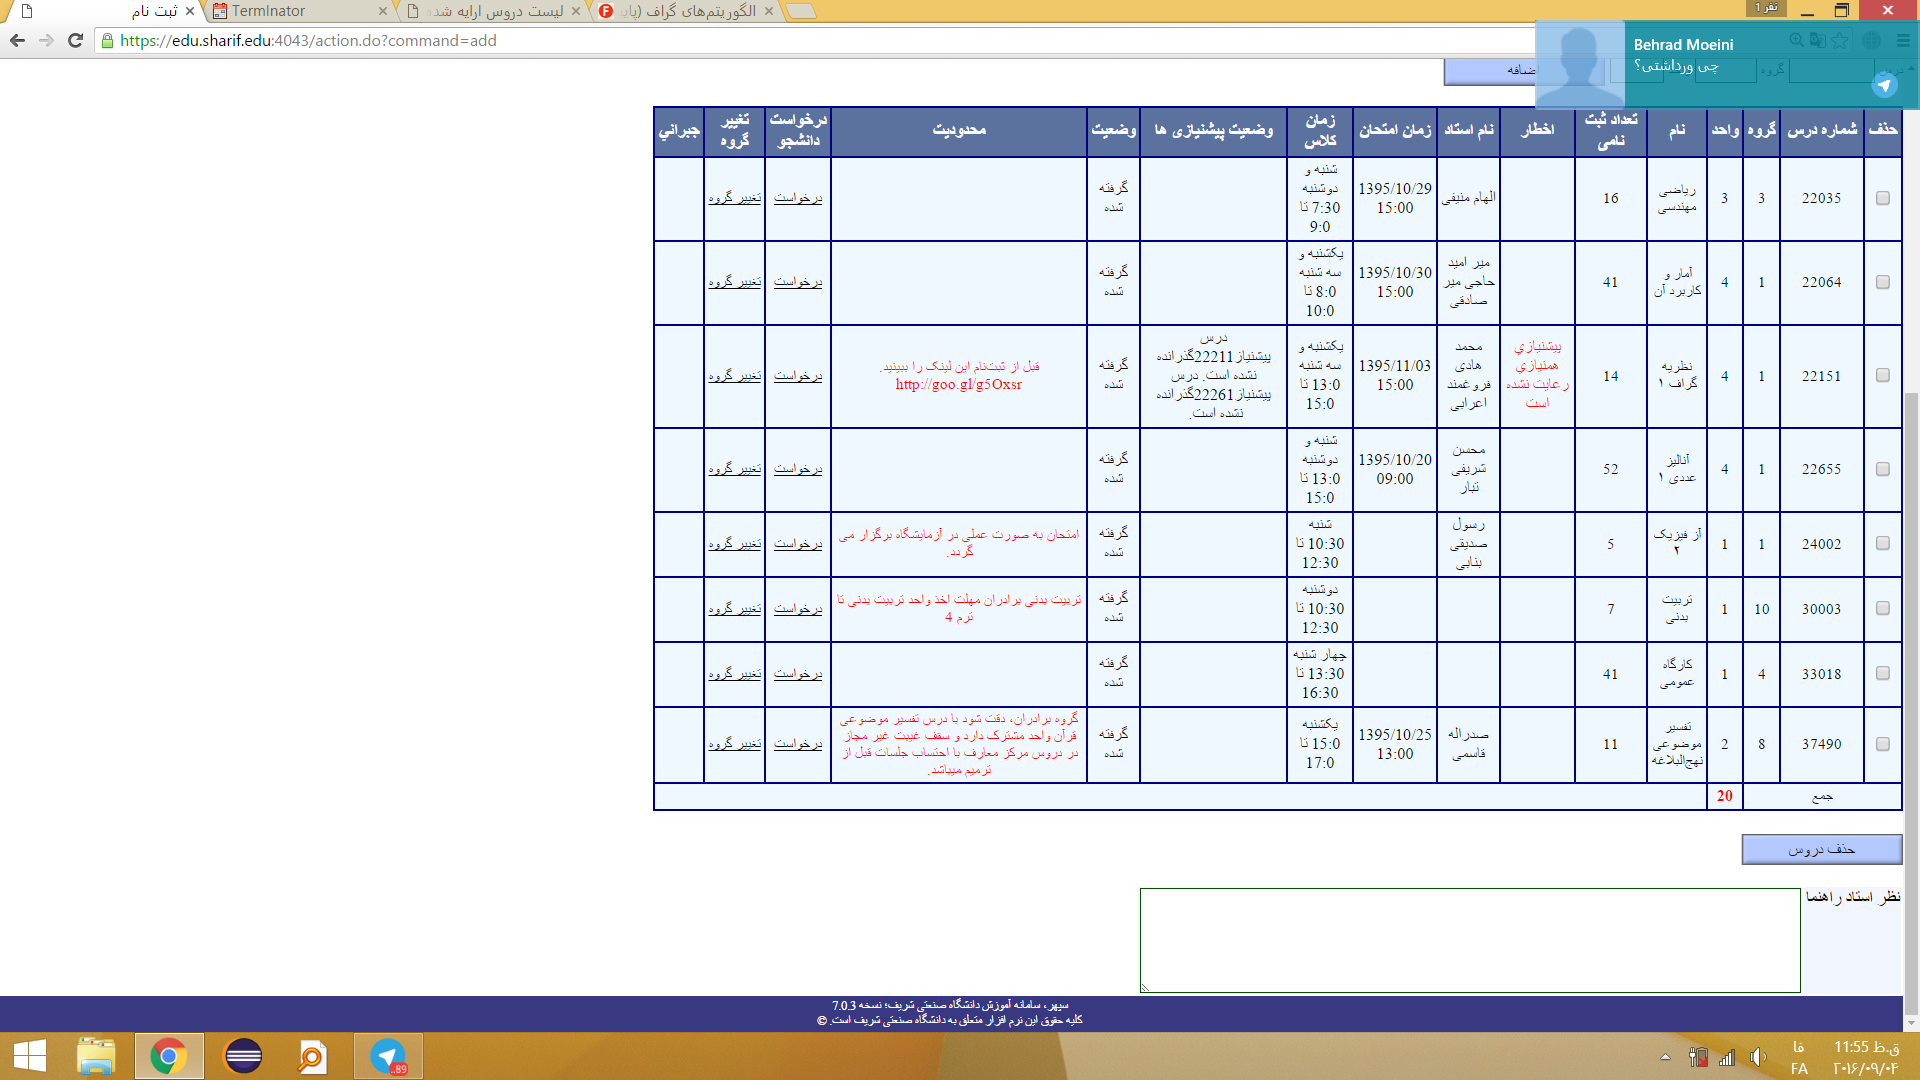 ثبت نام
TermInator
لیست دروس ارایه شده
الگوریتم‌های گراف (پایی
نفر 1
https://edu.sharif.edu:4043/action.do?command=add
Behrad Moeini
چی ورداشتی؟
درس
گروه
ضافه
حذف شماره درس گروه واحد نام تعداد ثبت نامی اخطار نام استاد زمان امتحان زمان کلاس وضعیت پیشنیازی ها وضعیت محدودیت درخواست دانشجو تغییر گروه جبراني
22035 3 3 ریاضی مهندسی 16 الهام منیفی 1395/10/29 15:00 شنبه و دوشنبه 7:30 تا 9:0 گرفته شده درخواست تغییر گروه
22064 1 4 آمار و کاربرد آن 41 میر امید حاجی میر صادقی 1395/10/30 15:00 یکشنبه و سه شنبه 8:0 تا 10:0 گرفته شده درخواست تغییر گروه
22151 1 4 نظریه گراف ۱ 14 پیشنیازي همنیازي رعایت نشده است محمد هادی فروغمند اعرابی 1395/11/03 15:00 یکشنبه و سه شنبه 13:0 تا 15:0 درس پیشنیاز22211گذرانده نشده است. درس پیشنیاز22261گذرانده نشده است. گرفته شده قبل از ثبت‌نام این لینک را ببینید. http://goo.gl/g5Oxsr درخواست تغییر گروه
22655 1 4 آنالیز عددی ۱ 52 محسن شریفی تبار 1395/10/20 09:00 شنبه و دوشنبه 13:0 تا 15:0 گرفته شده درخواست تغییر گروه
24002 1 1 آز فیزیک ۲ 5 رسول صدیقی بنابی شنبه 10:30 تا 12:30 گرفته شده امتحان به صورت عملی در آزمایشگاه برگزار می گردد. درخواست تغییر گروه
30003 10 1 تربیت بدنی 7 دوشنبه 10:30 تا 12:30 گرفته شده تربیت بدنی برادران مهلت اخذ واحد تربیت بدنی تا ترم 4 درخواست تغییر گروه
33018 4 1 کارگاه عمومی 41 چهار شنبه 13:30 تا 16:30 گرفته شده درخواست تغییر گروه
37490 8 2 تفسیر موضوعی نهج‌البلاغه 11 صدراله قاسمی 1395/10/25 13:00 یکشنبه 15:0 تا 17:0 گرفته شده گروه برادران، دقت شود با درس تفسیر موضوعی قرآن واحد مشترک دارد و سقف غیبت غیر مجاز در دروس مرکز معارف با احتساب جلسات قبل از ترمیم میباشد. درخواست تغییر گروه
جمع 20
حذف دروس
نظر استاد راهنما
سپهر، سامانه آموزش دانشگاه صنعتی شریف؛ نسخه 7.0.3
کلیه حقوق این نرم افزار متعلق به دانشگاه صنعتی شریف است. ©
..89
فا
FA
11:55 ق.ظ
۲۰۱۶/۰۹/۰۴